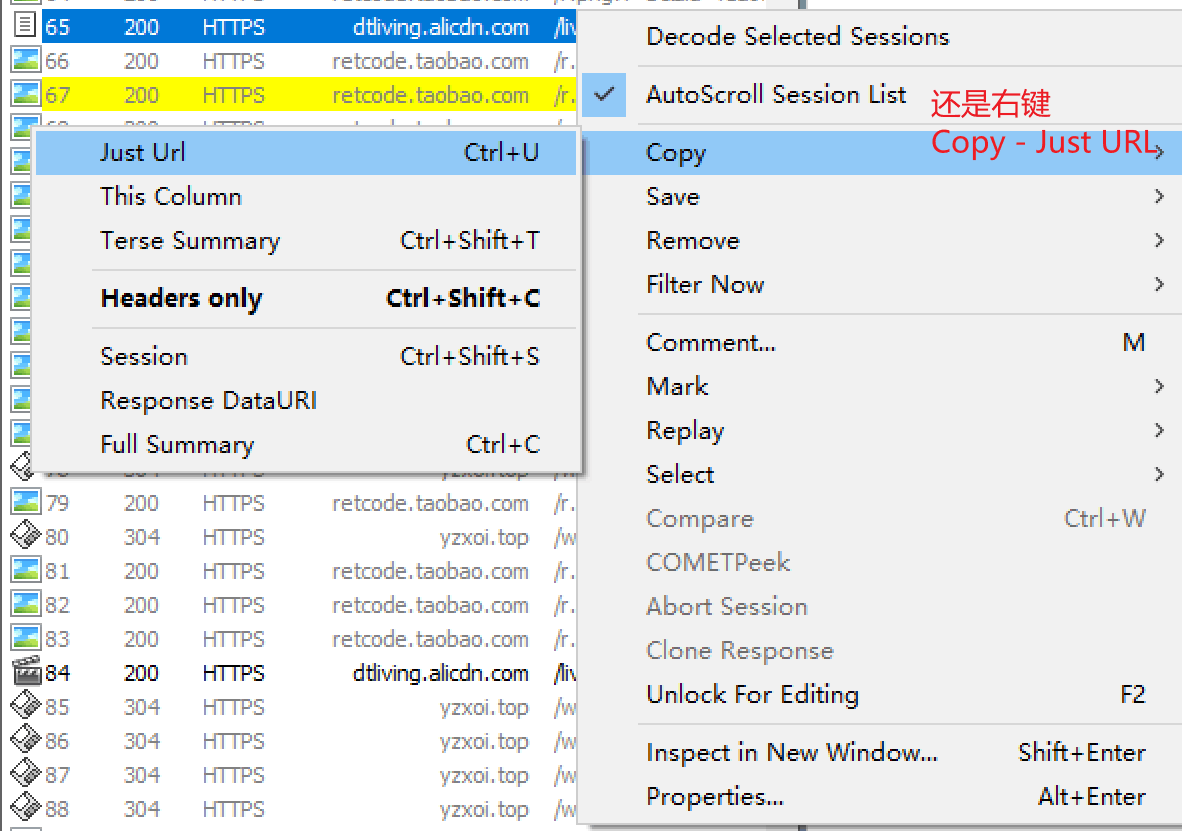 65 200 HTTPS dtliving.alicdn.com /liv
66 200 HTTPS retcode.taobao.com /r.
67 200 HTTPS retcode.taobao.com /r.
Just Url Ctrl+U
This Column
Terse Summary Ctrl+Shift+T
Headers only Ctrl+Shift+C
Session Ctrl+Shift+S
Response DataURI
Full Summary Ctrl+C
79 200 HTTPS retcode.taobao.com /r.
80 304 HTTPS yzxoi.top /w
81 200 HTTPS retcode.taobao.com /r.
82 200 HTTPS retcode.taobao.com /r.
83 200 HTTPS retcode.taobao.com /r.
84 200 HTTPS dtliving.alicdn.com /liv
85 304 HTTPS yzxoi.top /w
86 304 HTTPS yzxoi.top /w
87 304 HTTPS yzxoi.top /w
88 304 HTTPS yzxoi.top /w
Decode Selected Sessions
AutoScroll Session List
还是右键
Copy - Just URL
Copy
Save
Remove
Filter Now
Comment... M
Mark
Replay
Select
Compare Ctrl+W
COMETPeek
Abort Session
Clone Response
Unlock For Editing F2
Inspect in New Window... Shift+Enter
Properties... Alt+Enter